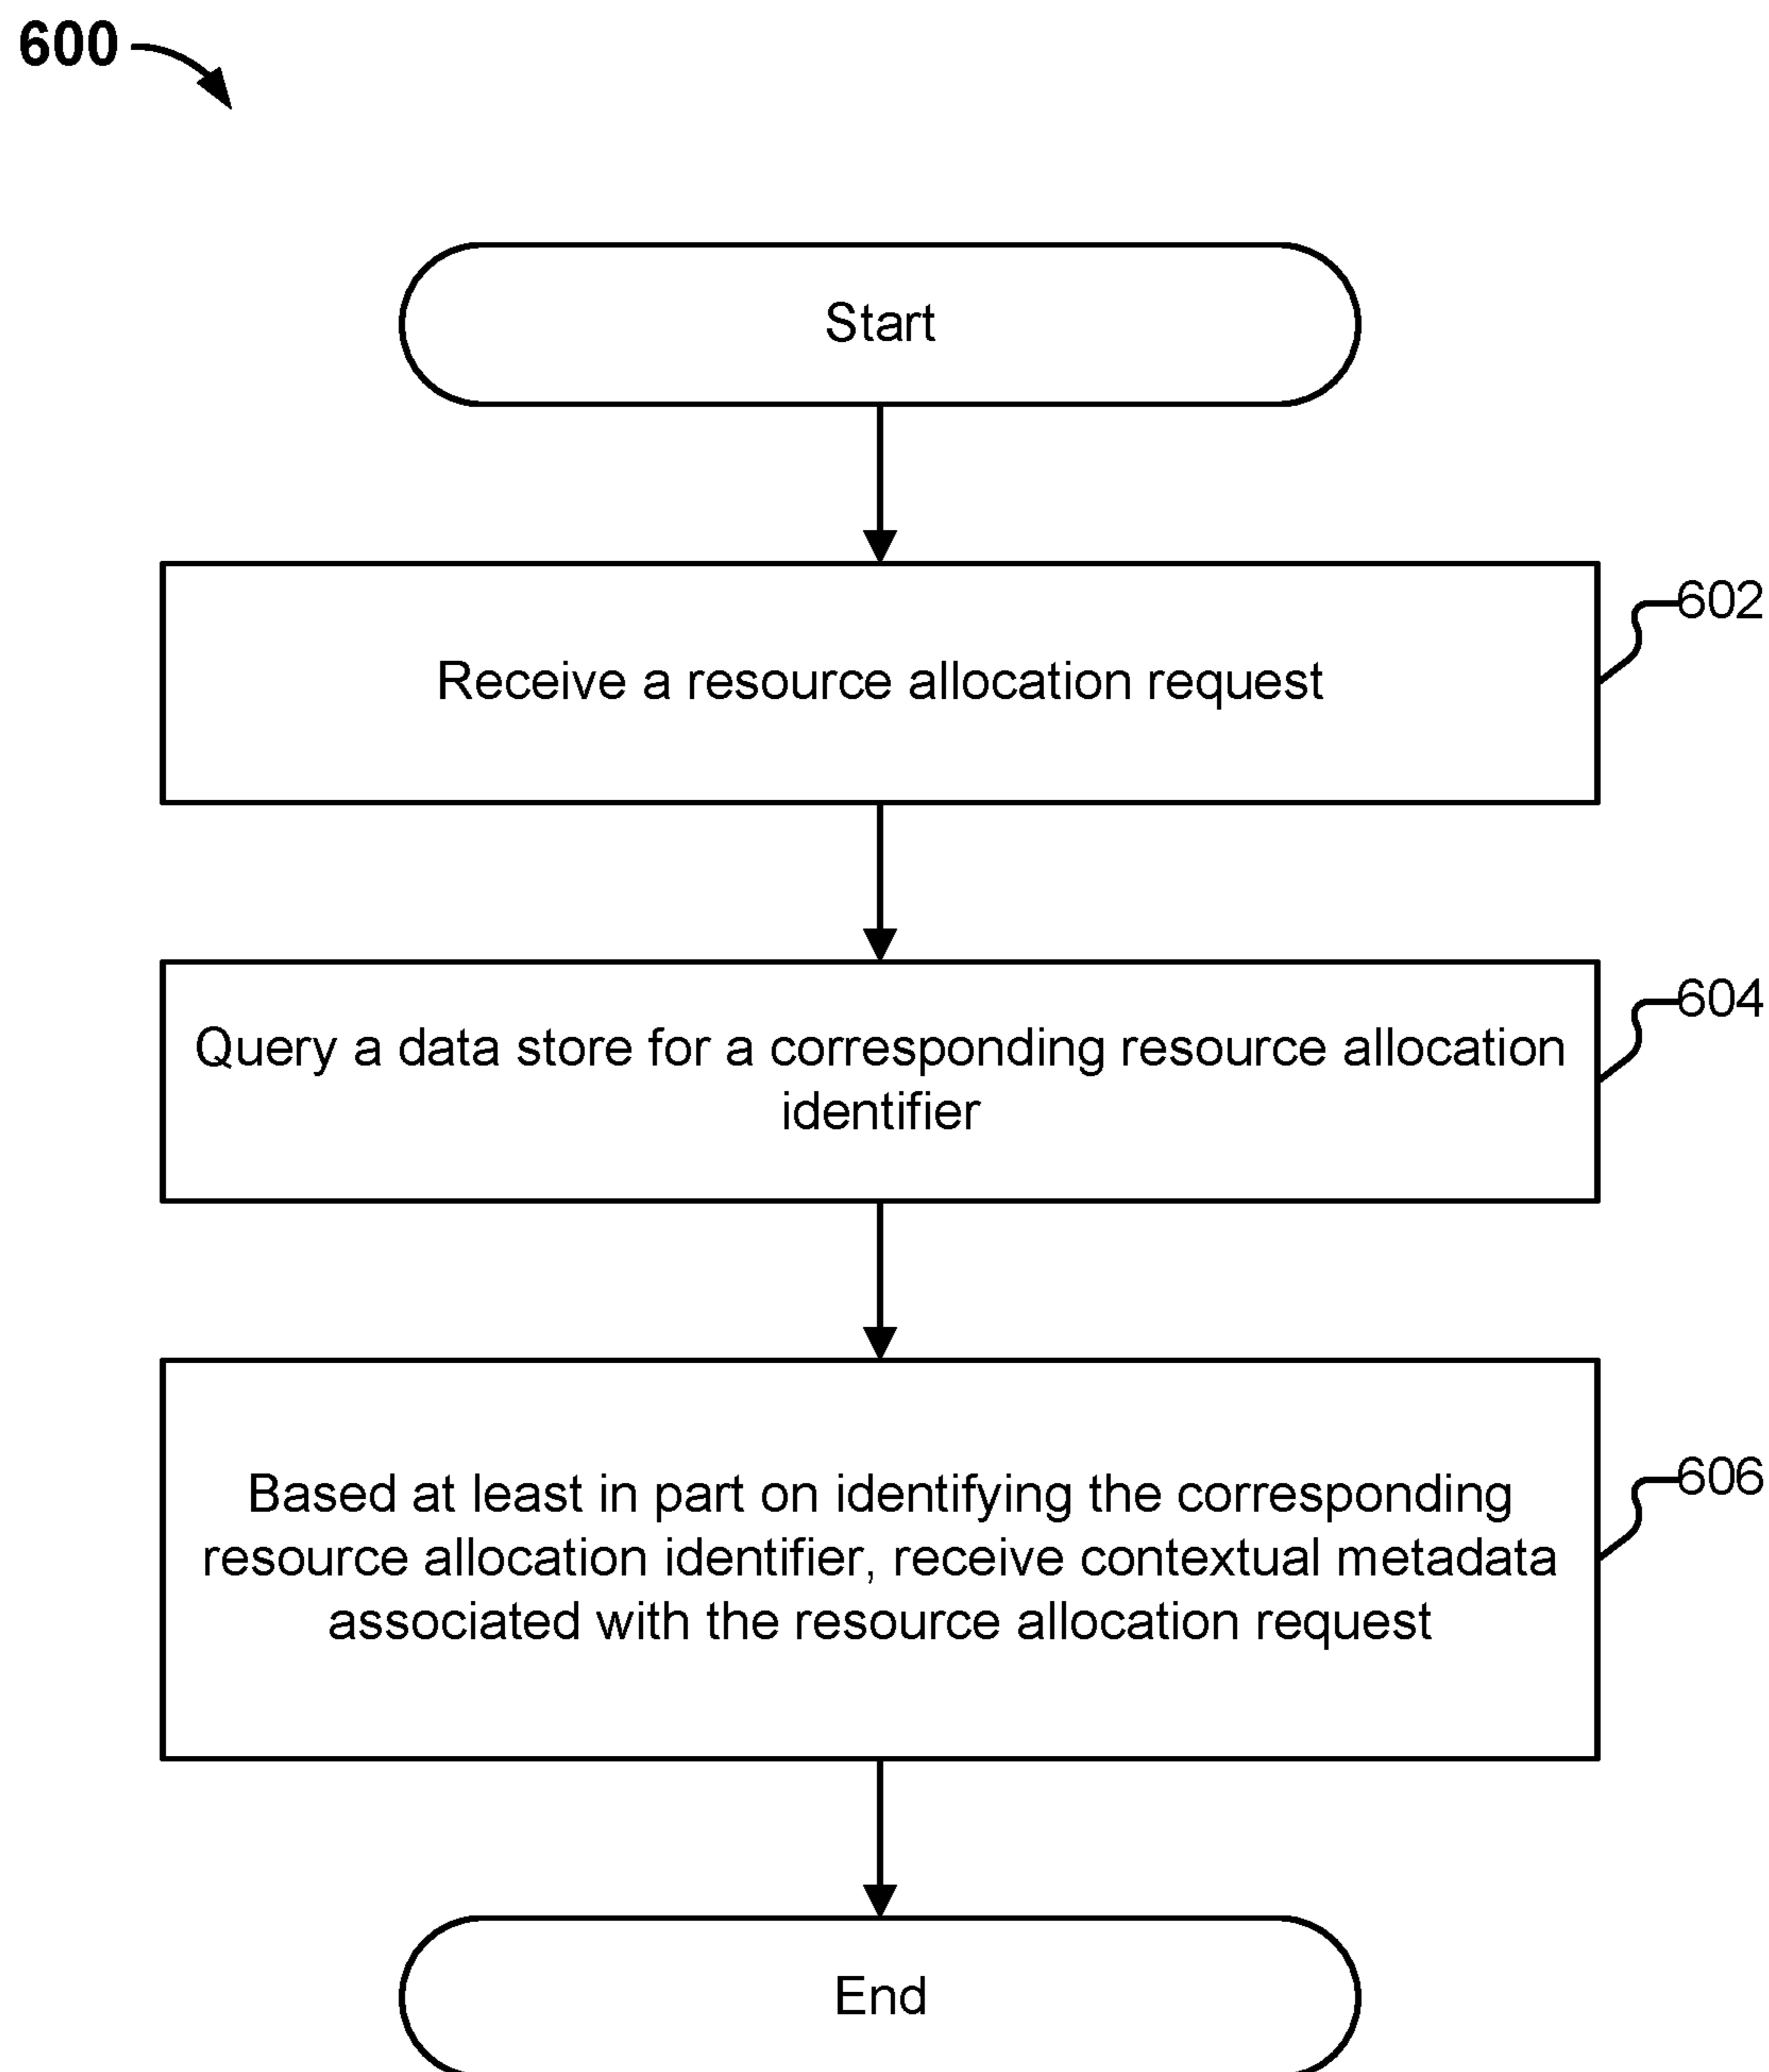 600
Start
Receive a resource allocation request
602
Query a data store for a corresponding resource allocation
identifier
604
Based at least in part on identifying the corresponding
resource allocation identifier, receive contextual metadata
associated with the resource allocation request
606
End